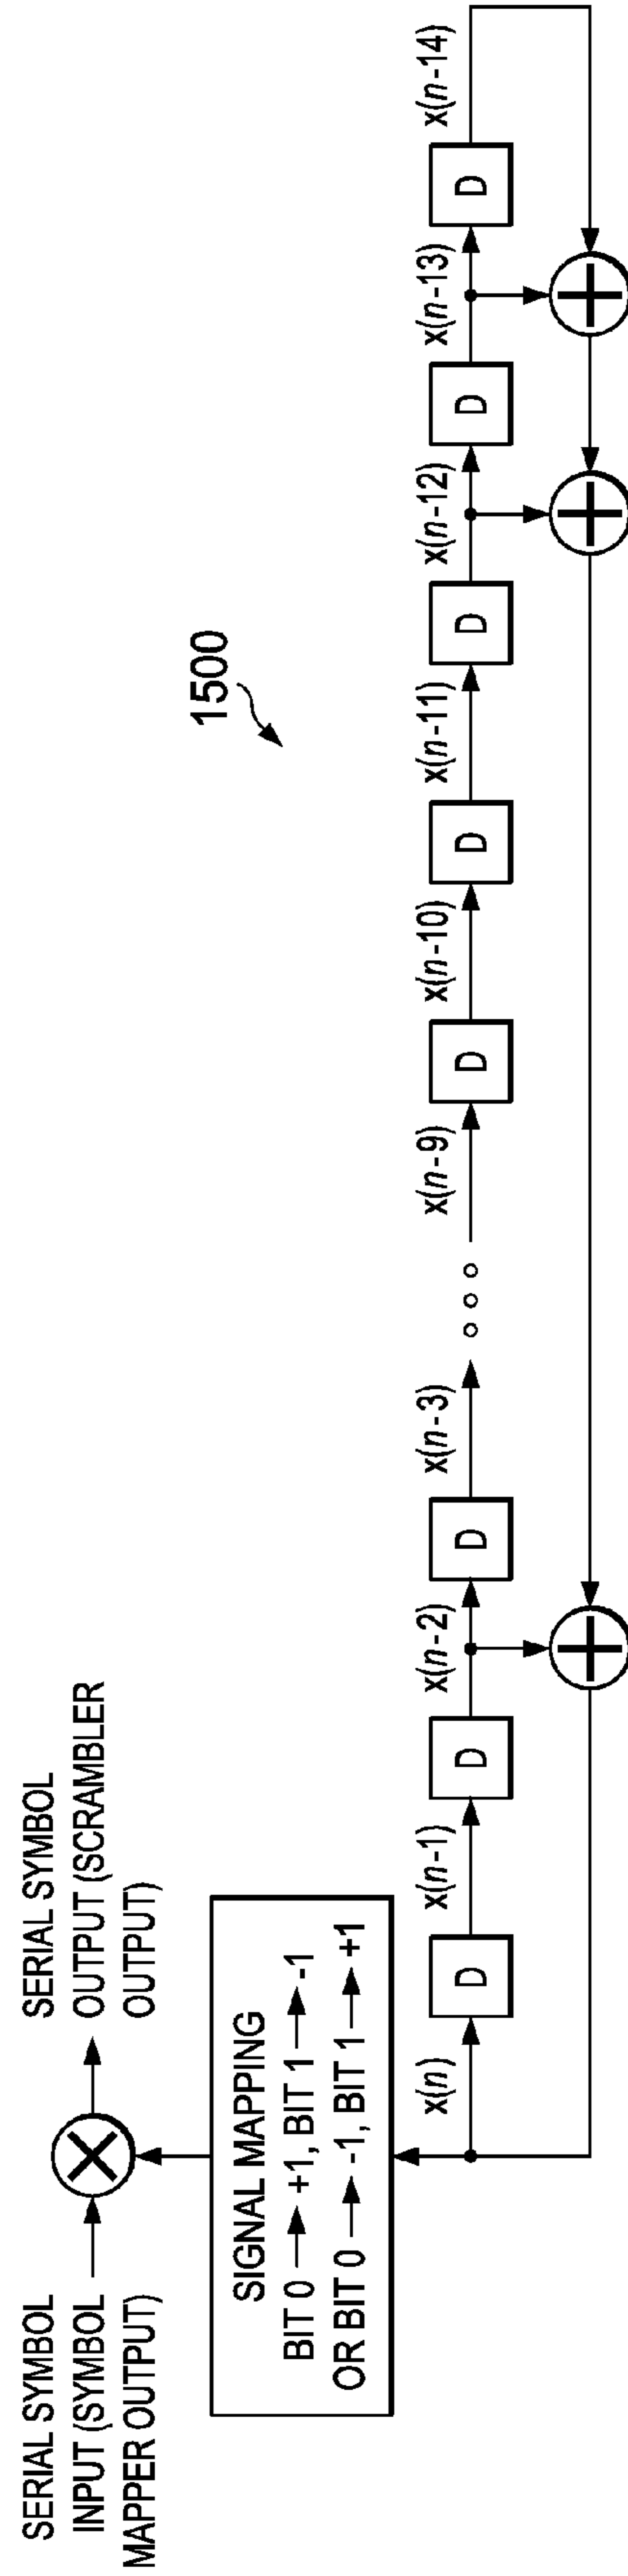 SERIAL SYMBOL
INPUT (SYMBOL
MAPPER OUTPUT)
SERIAL SYMBOL
OUTPUT (SCRAMBLER
OUTPUT)
SIGNAL MAPPING
BIT 0 → +1, BIT 1 → -1
OR BIT 0 → -1, BIT 1 → +1
1500
x(n)
x(n-1)
x(n-2)
x(n-3)
x(n-9)
x(n-10)
x(n-11)
x(n-12)
x(n-13)
x(n-14)
D
D
D
D
D
D
D
D